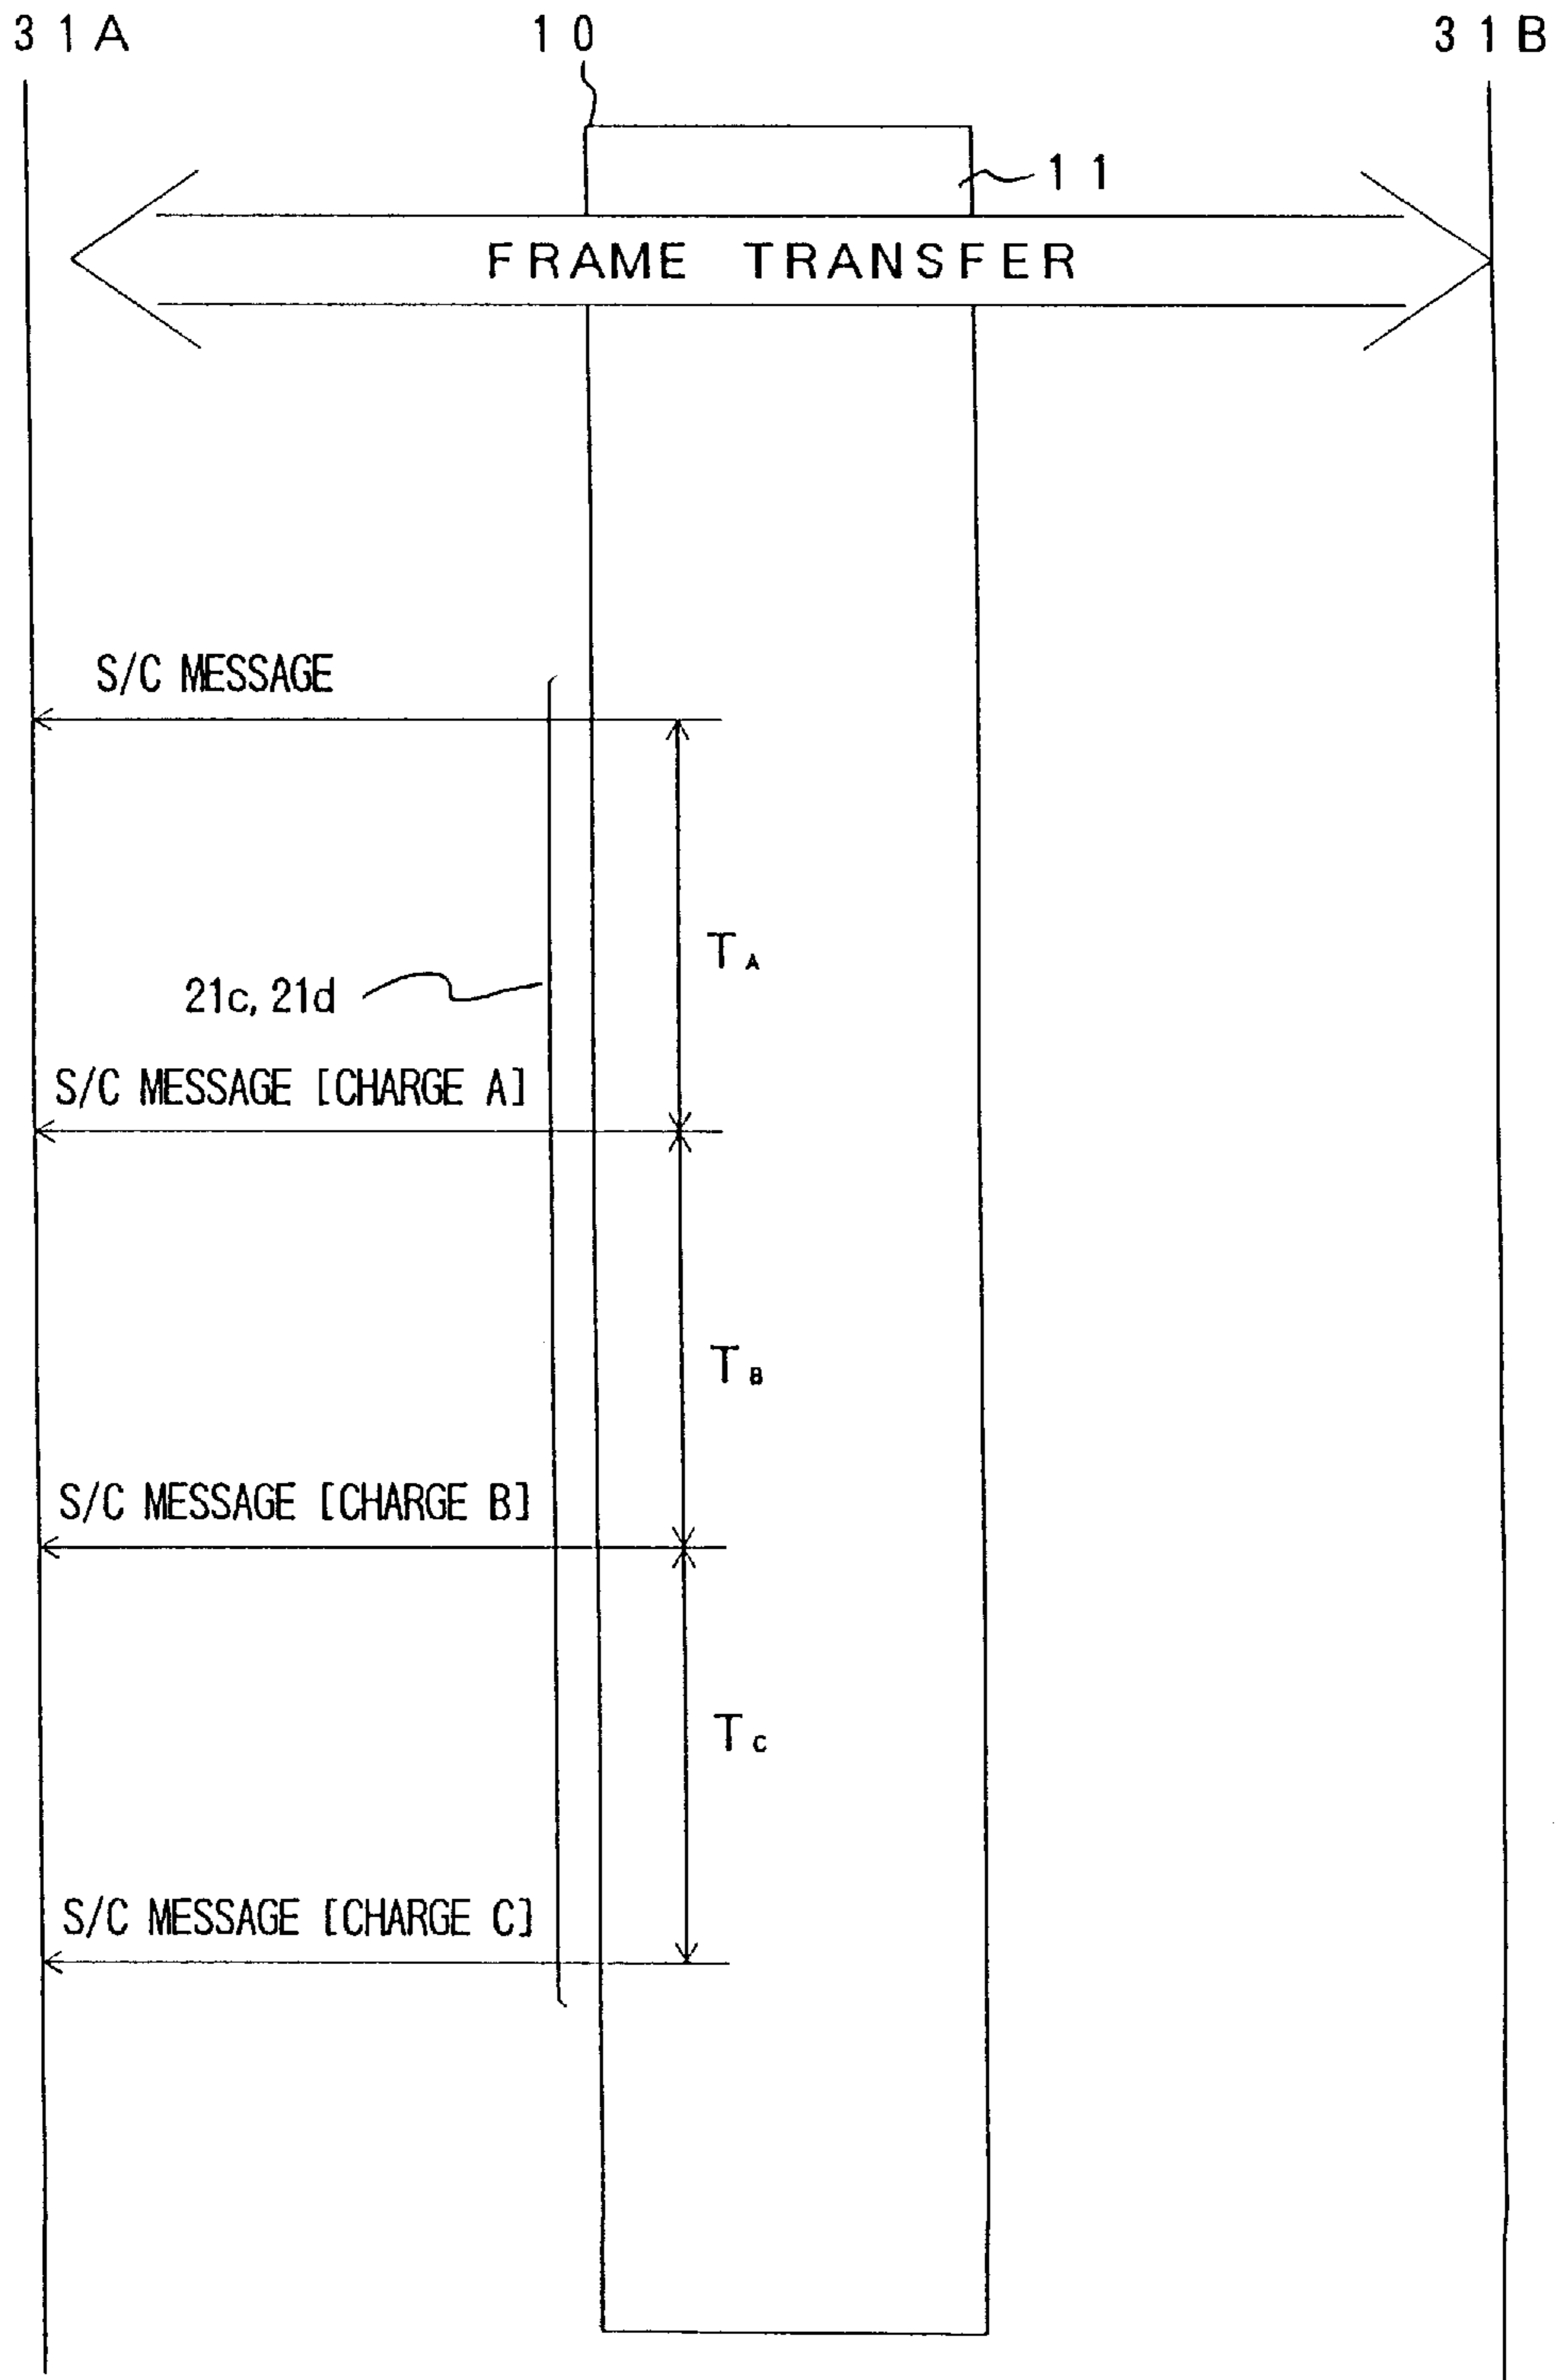 31A 10 31B
11
FRAME TRANSFER
S/C MESSAGE
TA
21c, 21d
S/C MESSAGE [CHARGE A]
TB
S/C MESSAGE [CHARGE B]
TC
S/C MESSAGE [CHARGE C]